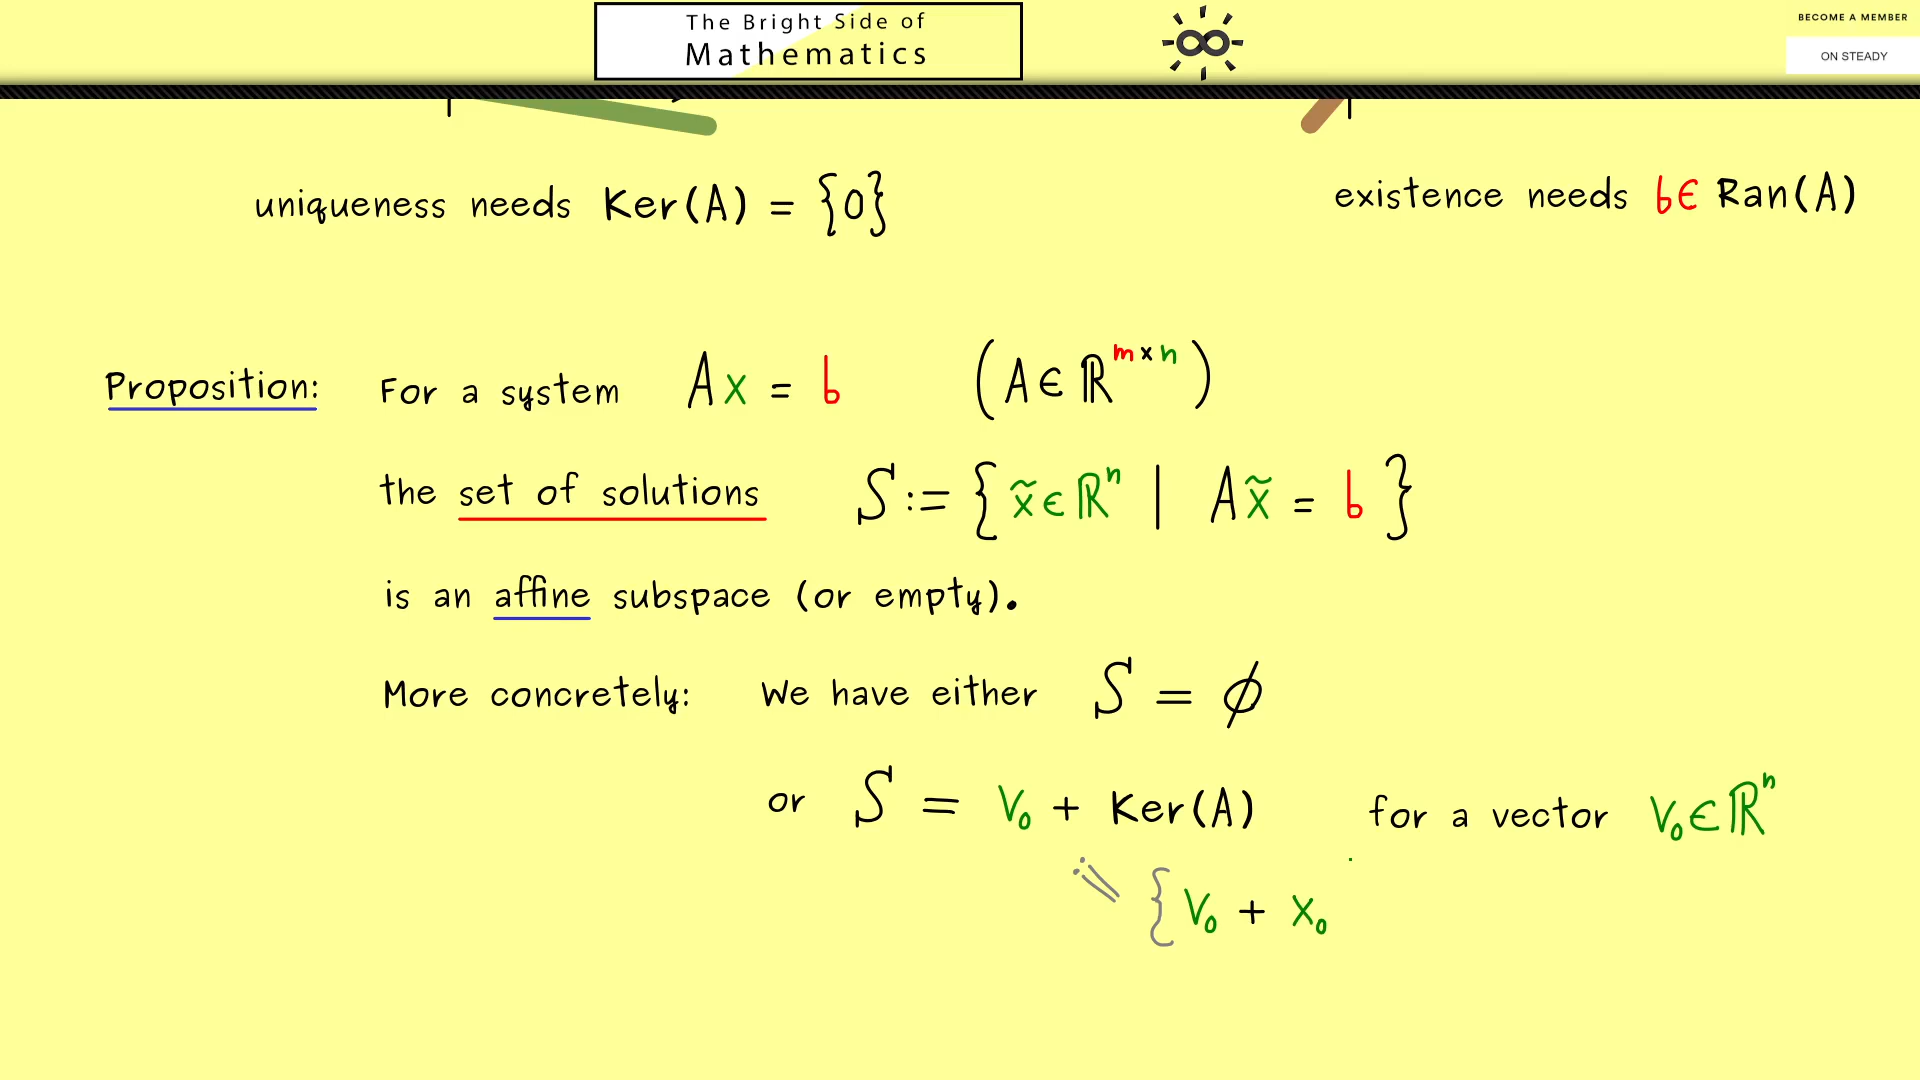 The Bright Side of
Mathematics
BECOME A MEMBER
ON STEADY
uniqueness needs Ker(A) = {0}
existence needs b∈ Ran(A)
Proposition: For a system Ax = b (A∈ℝ^{m×n})
the set of solutions S := {x̃∈ℝⁿ | Ax̃ = b}
is an affine subspace (or empty).
More concretely: We have either S = ∅
or S = v₀ + Ker(A) for a vector v₀∈ℝⁿ
:= {v₀ + x₀